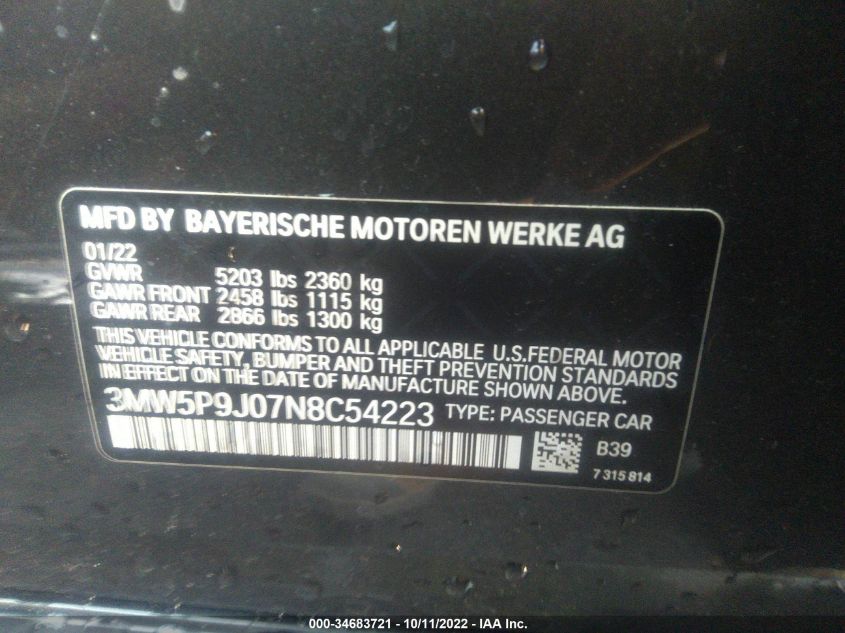 MFD BY BAYERISCHE MOTOREN WERKE AG
01/22
GVWR 5203 lbs 2360 kg
GAWR FRONT 2458 lbs 1115 kg
GAWR REAR 2866 lbs 1300 kg
THIS VEHICLE CONFORMS TO ALL APPLICABLE U.S.FEDERAL MOTOR
VEHICLE SAFETY, BUMPER AND THEFT PREVENTION STANDARDS
IN EFFECT ON THE DATE OF MANUFACTURE SHOWN ABOVE.
3MW5P9J07N8C54223 TYPE: PASSENGER CAR
B39
7 315 814
000-34683721 - 10/11/2022 - IAA Inc.